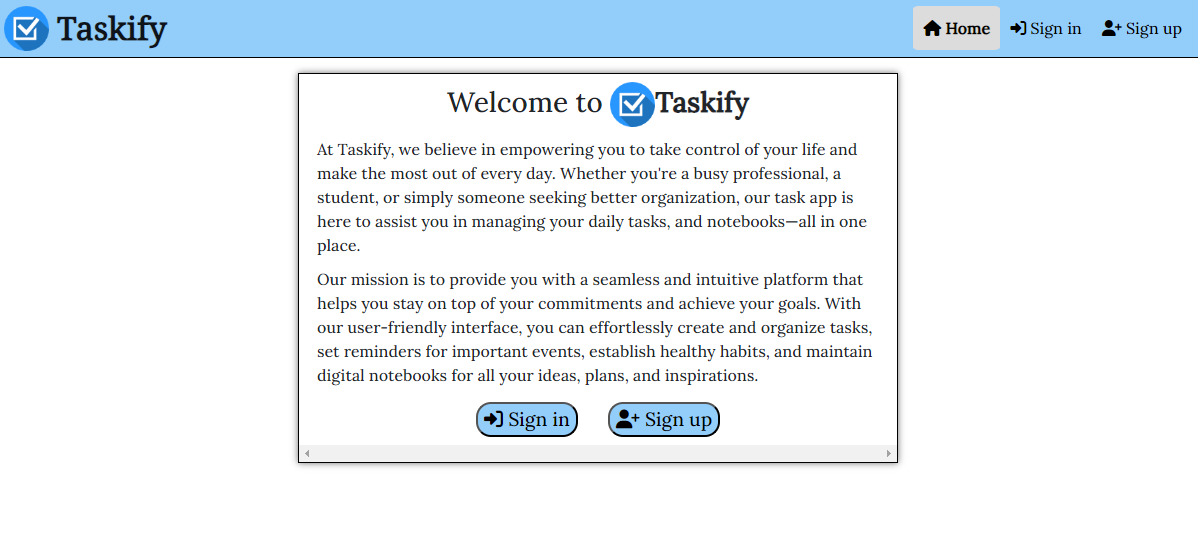 Taskify
Home Sign in Sign up
Welcome to Taskify
At Taskify, we believe in empowering you to take control of your life and
make the most out of every day. Whether you're a busy professional, a
student, or simply someone seeking better organization, our task app is
here to assist you in managing your daily tasks, and notebooks—all in one
place.
Our mission is to provide you with a seamless and intuitive platform that
helps you stay on top of your commitments and achieve your goals. With
our user-friendly interface, you can effortlessly create and organize tasks,
set reminders for important events, establish healthy habits, and maintain
digital notebooks for all your ideas, plans, and inspirations.
Sign in Sign up